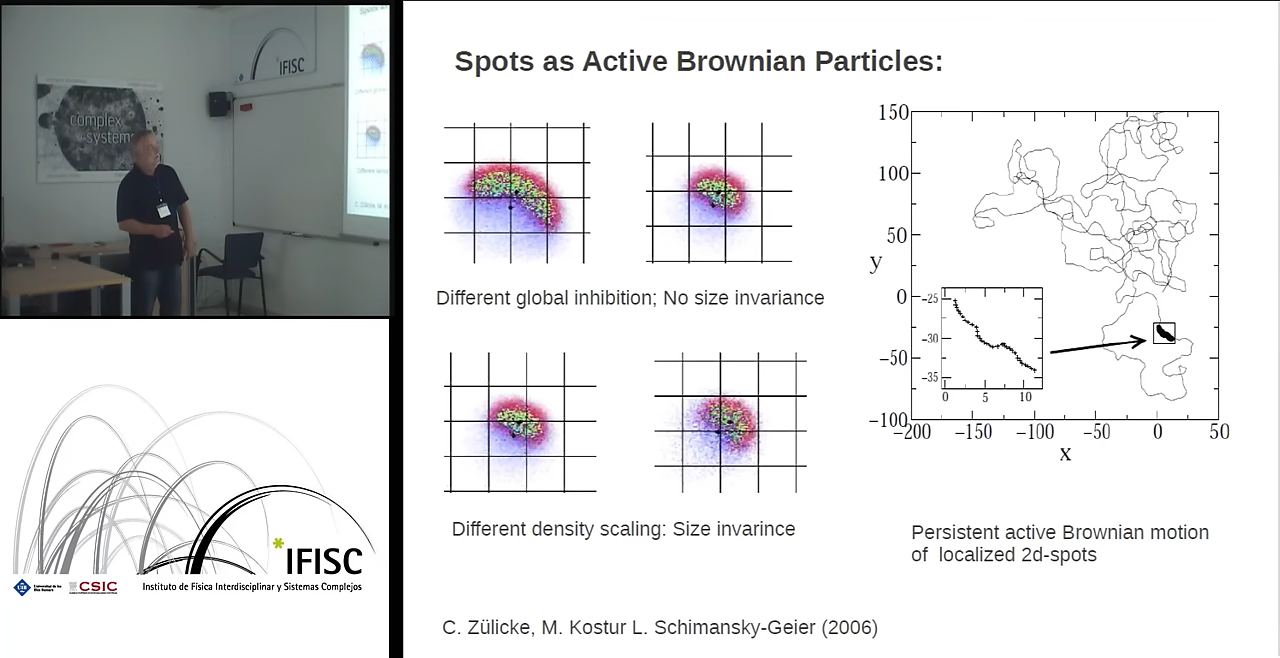 IFISC
complex
systems
Spots as Active Brownian Particles:
Different global inhibition; No size invariance
Different density scaling: Size invarince
150
100
50
0
−50
−100
−200
−150
−100
−50
0
50
y
x
−25
−30
−35
0
5
10
Persistent active Brownian motion
of localized 2d-spots
C. Zülicke, M. Kostur L. Schimansky-Geier (2006)
*IFISC
CSIC
Instituto de Física Interdisciplinar y Sistemas Complejos